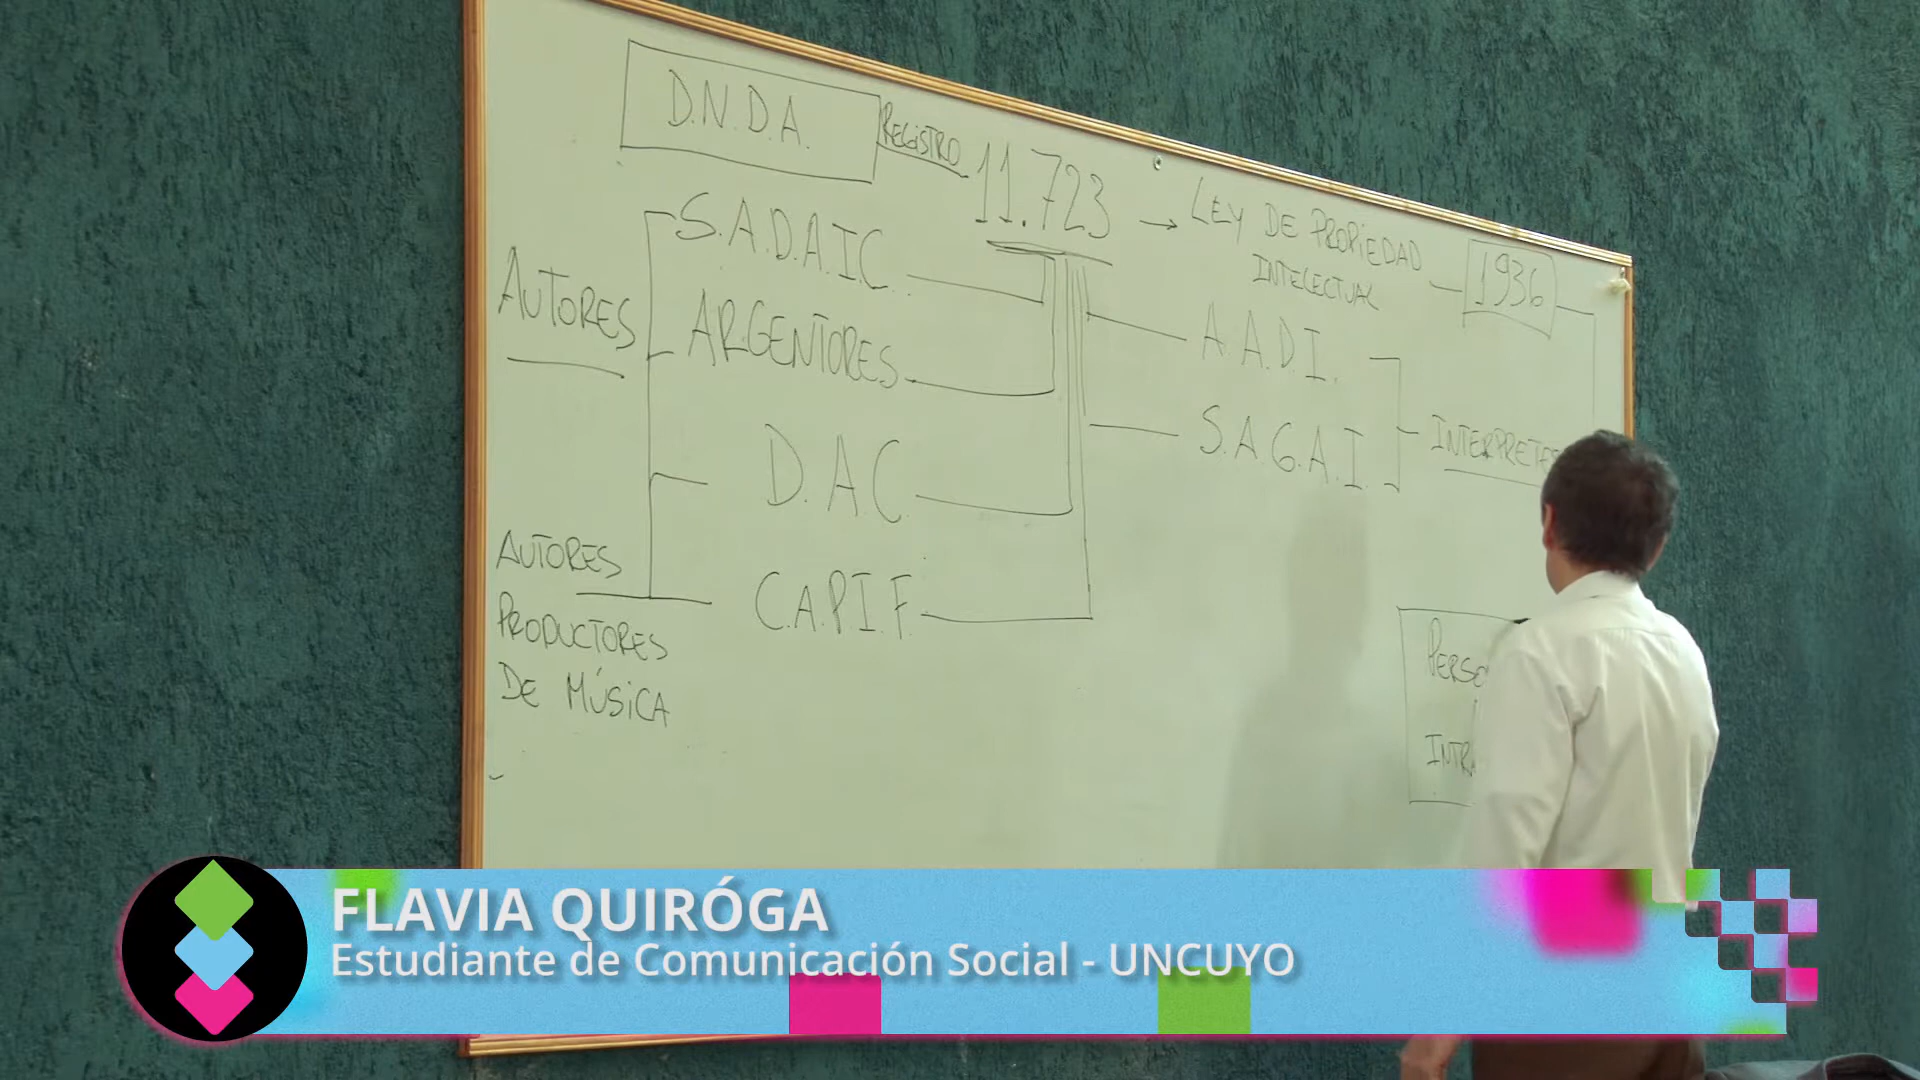 D.N.D.A.
REGISTRO
11.723 → LEY DE PROPIEDAD
INTELECTUAL
1936
AUTORES
S.A.D.A.I.C.
ARGENTORES
D.A.C.
A.A.D.I.
S.A.G.A.I.
INTERPRETES
AUTORES
PRODUCTORES
DE MÚSICA
C.A.P.I.F.
FLAVIA QUIRÓGA
Estudiante de Comunicación Social - UNCUYO